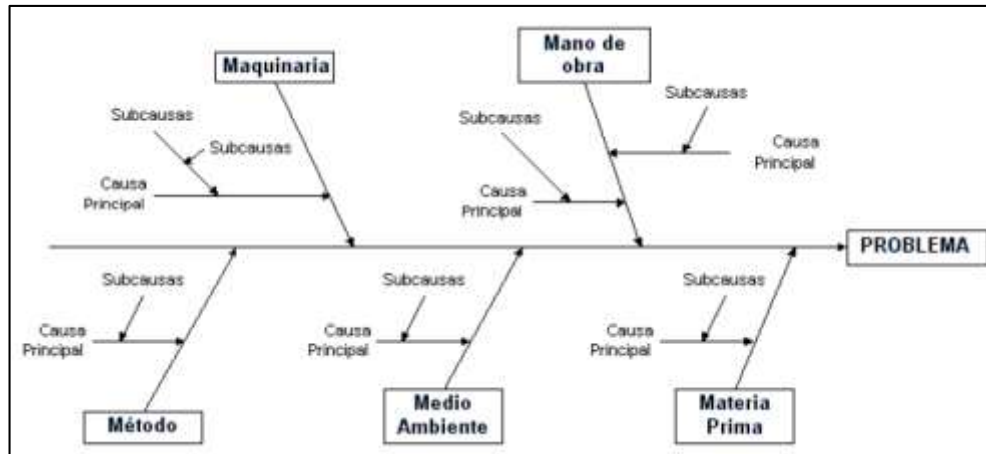 Maquinaria
Mano de
obra
Subcausas
Subcausas
Causa
Principal
Subcausas
Causa
Principal
Subcausas
Causa
Principal
PROBLEMA
Subcausas
Causa
Principal
Método
Subcausas
Causa
Principal
Medio
Ambiente
Subcausas
Causa
Principal
Materia
Prima